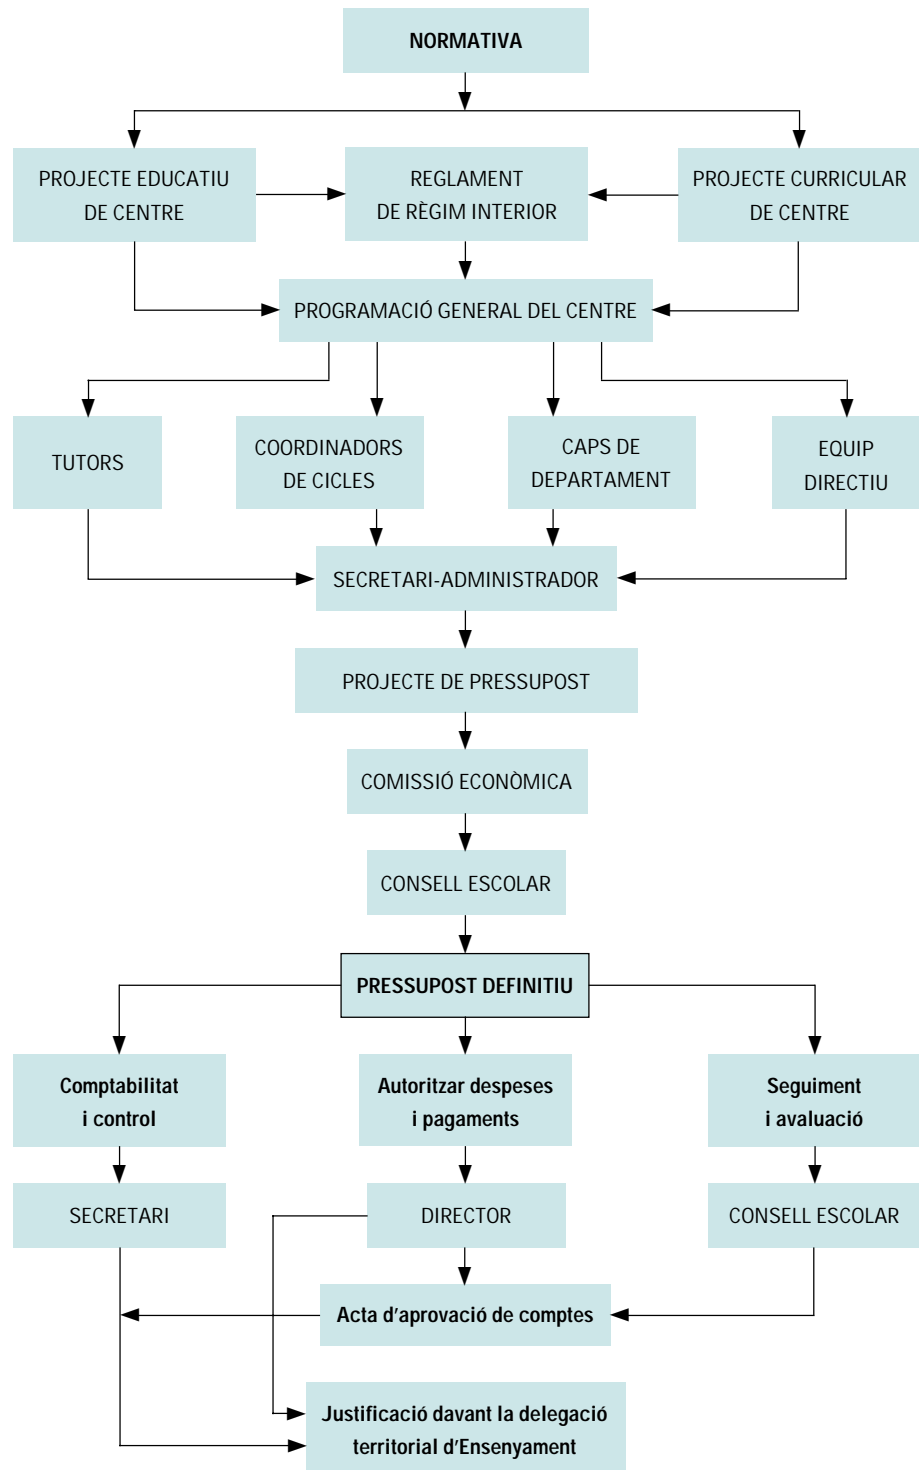 NORMATIVA
PROJECTE EDUCATIU
DE CENTRE
REGLAMENT
DE RÈGIM INTERIOR
PROJECTE CURRICULAR
DE CENTRE
PROGRAMACIÓ GENERAL DEL CENTRE
TUTORS
COORDINADORS
DE CICLES
CAPS DE
DEPARTAMENT
EQUIP
DIRECTIU
SECRETARI-ADMINISTRADOR
PROJECTE DE PRESSUPOST
COMISSIÓ ECONÒMICA
CONSELL ESCOLAR
PRESSUPOST DEFINITIU
Comptabilitat
i control
Autoritzar despeses
i pagaments
Seguiment
i avaluació
SECRETARI
DIRECTOR
CONSELL ESCOLAR
Acta d'aprovació de comptes
Justificació davant la delegació
territorial d'Ensenyament